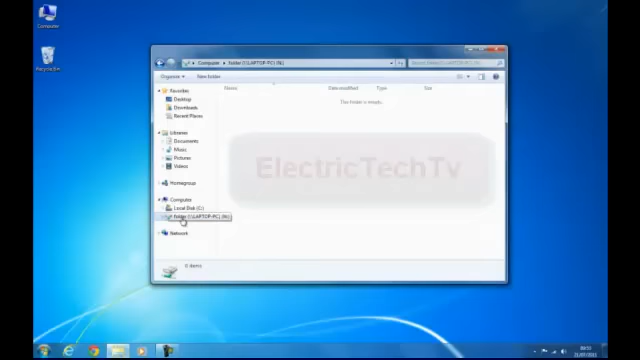 Computer
Recycle Bin
Computer ▸ folder (\\LAPTOP-PC) (N:)
Organize
New folder
Name
Date modified
Type
Size
This folder is empty.
Favorites
Desktop
Downloads
Recent Places
Libraries
Documents
Music
Pictures
Videos
Homegroup
Computer
Local Disk (C:)
folder (\\LAPTOP-PC) (N:)
Network
ElectricTechTv
0 items